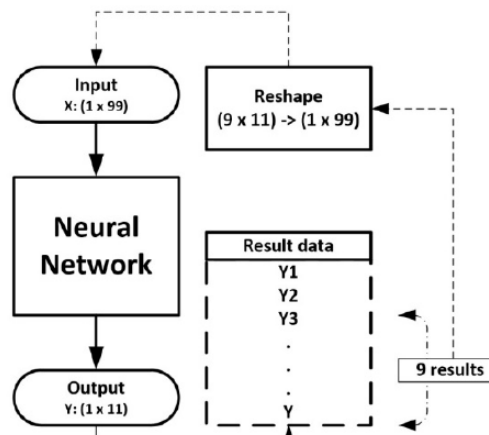 Input
X: (1 x 99)
Reshape
(9 x 11) -> (1 x 99)
Neural
Network
Result data
Y1
Y2
Y3
.
.
.
Y
9 results
Output
Y: (1 x 11)